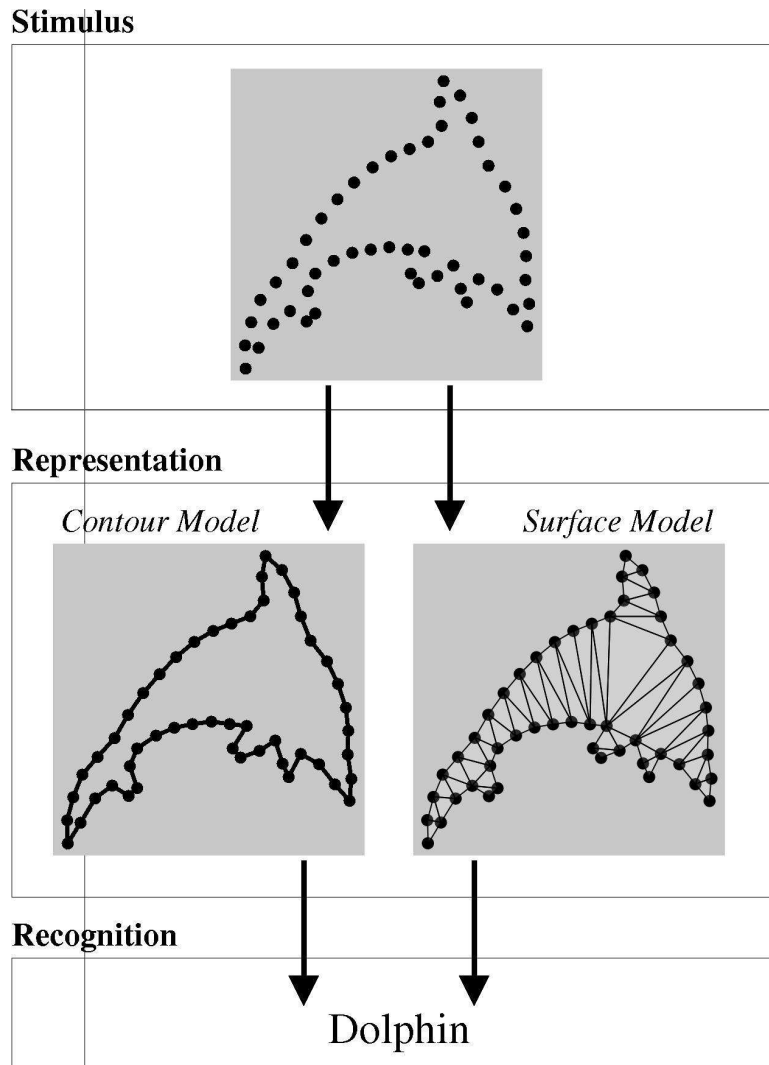 Stimulus
Representation
Contour Model
Surface Model
Recognition
Dolphin